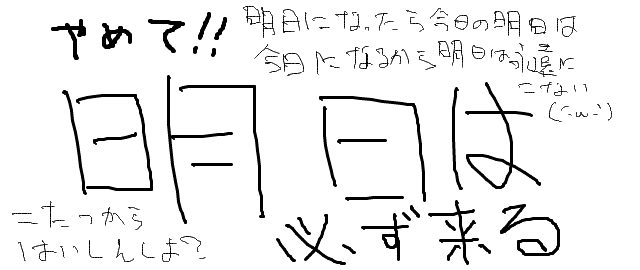 やめて!!
明日になったら今日の明日は
今日になるから明日は永遠に
こない
(´・ω・`)
明日は
必ず来る
こたつから
はいしんしよ?